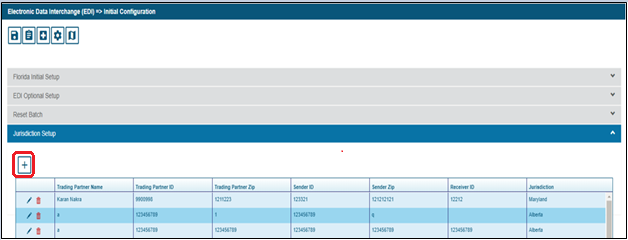 Electronic Data Interchange (EDI) => Initial Configuration
Florida Initial Setup
EDI Optional Setup
Reset Batch
Jurisdiction Setup
Trading Partner Name Trading Partner ID Trading Partner Zip Sender ID Sender Zip Receiver ID Jurisdiction
Karan Nakra 9900990 1211223 123321 121212121 12212 Maryland
a 123456789 1 123456789 q Alberta
a 123456789 123456789 123456789 123456789 123456789 Alberta